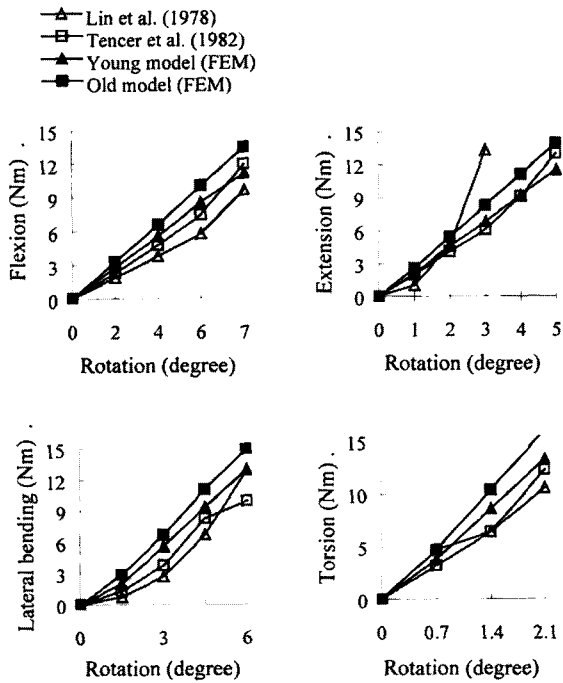 Lin et al. (1978)
Tencer et al. (1982)
Young model (FEM)
Old model (FEM)
Flexion (Nm)
15
12
9
6
3
0
0 2 4 6 7
Rotation (degree)
Extension (Nm)
15
12
9
6
3
0
0 1 2 3 4 5
Rotation (degree)
Lateral bending (Nm)
15
12
9
6
3
0
0 3 6
Rotation (degree)
Torsion (Nm)
15
10
5
0
0 0.7 1.4 2.1
Rotation (degree)